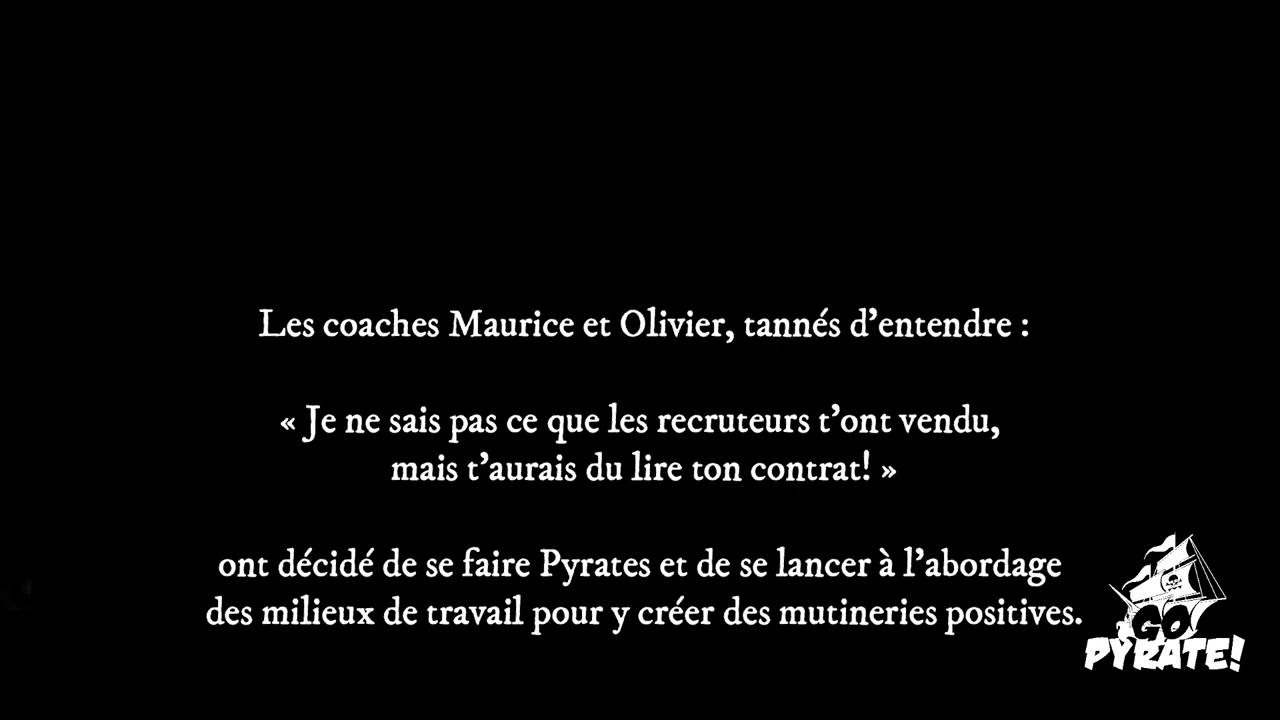 Les coaches Maurice et Olivier, tannés d’entendre :
« Je ne sais pas ce que les recruteurs t’ont vendu,
mais t’aurais du lire ton contrat! »
ont décidé de se faire Pyrates et de se lancer à l’abordage
des milieux de travail pour y créer des mutineries positives.
GO
PYRATE!